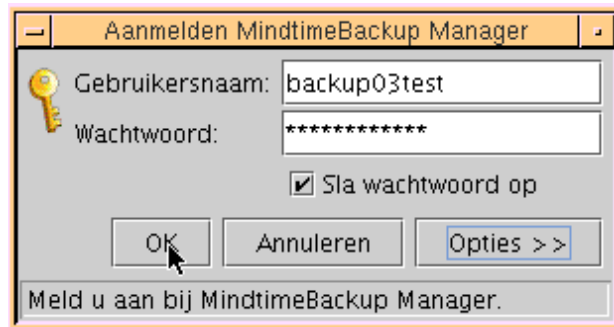 Aanmelden MindtimeBackup Manager
Gebruikersnaam: backup03test
Wachtwoord: ************
Sla wachtwoord op
OK Annuleren Opties >>
Meld u aan bij MindtimeBackup Manager.